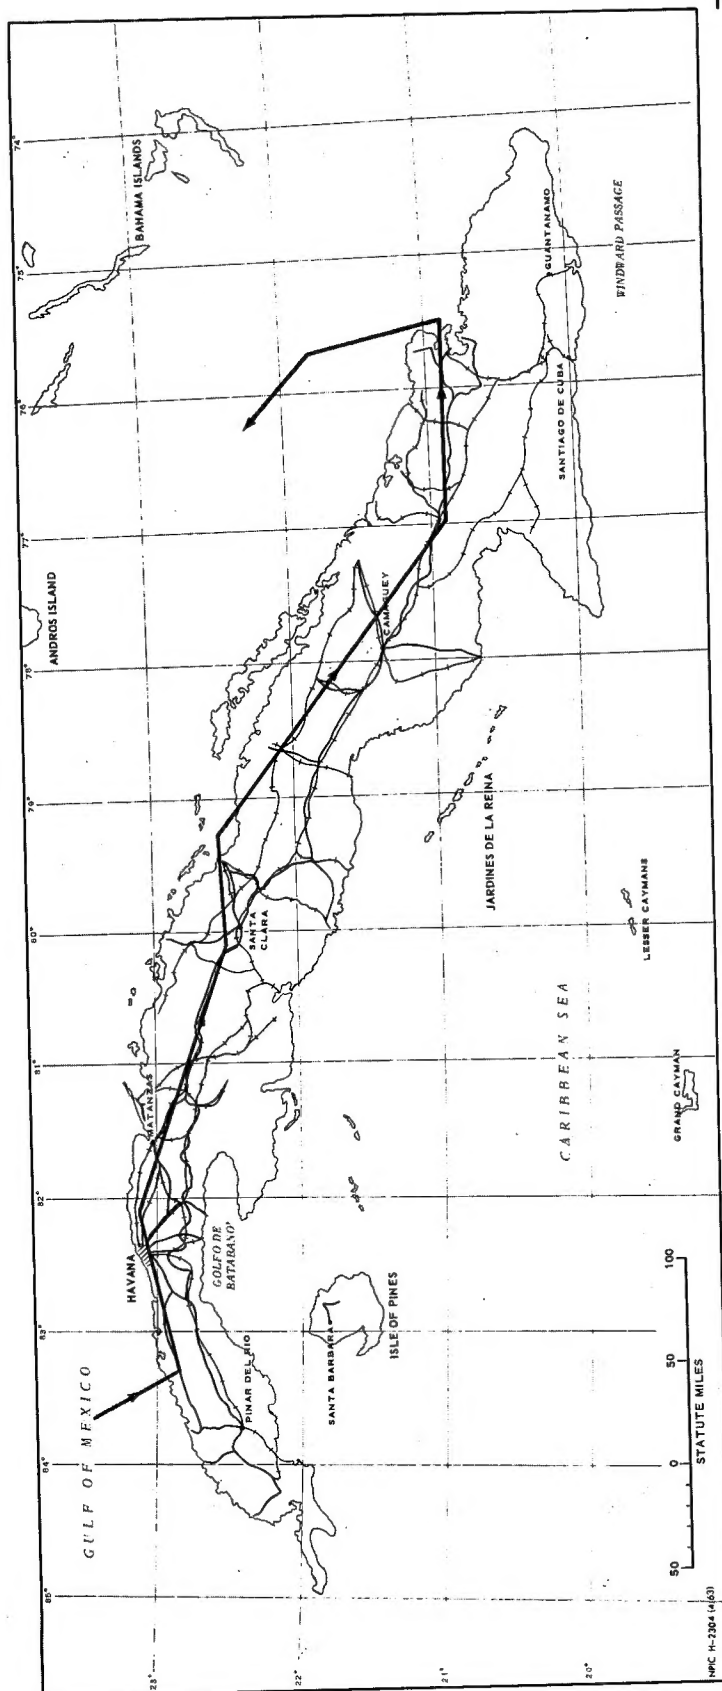 74°
75°
76°
77°
78°
79°
80°
81°
82°
83°
84°
85°
23°
22°
21°
20°
BAHAMA ISLANDS
ANDROS ISLAND
GULF OF MEXICO
HAVANA
MATANZAS
PINAR DEL RIO
GOLFO DE
BATABANO'
SANTA BARBARA
ISLE OF PINES
SANTA
CLARA
CAMAGUEY
JARDINES DE LA REINA
GUANTANAMO
SANTIAGO DE CUBA
WINDWARD PASSAGE
CARIBBEAN SEA
LESSER CAYMANS
GRAND CAYMAN
50 0 50 100
STATUTE MILES
NPIC H-2304 (4/63)